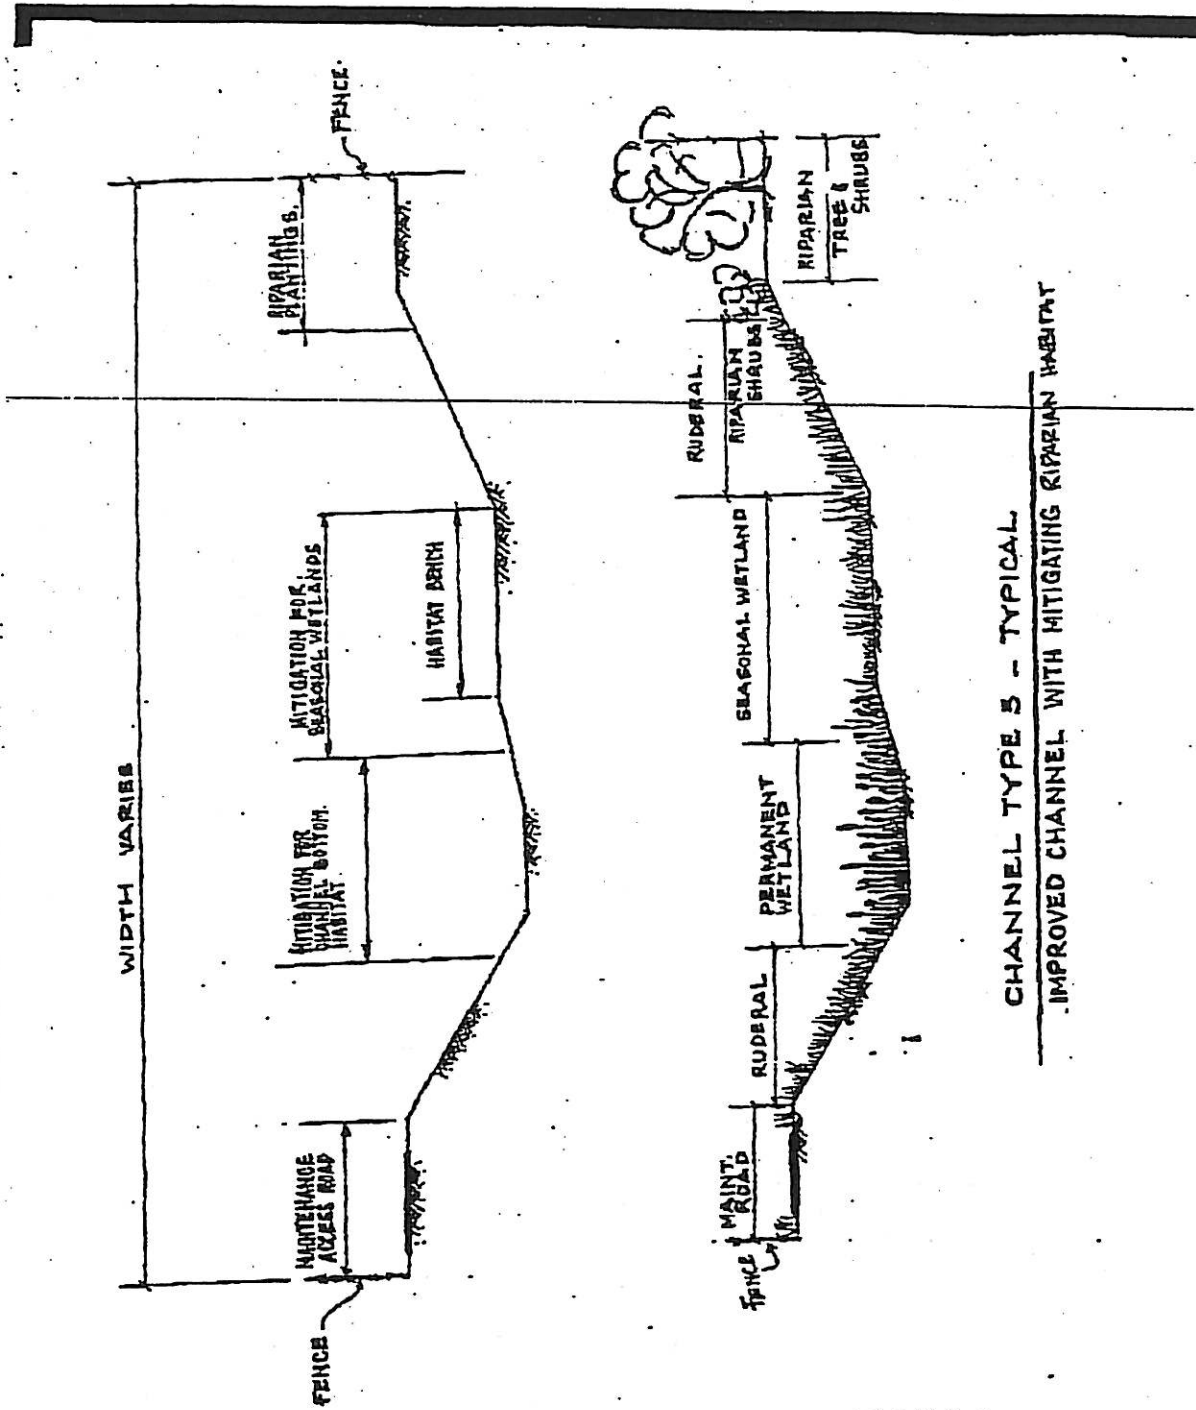 WIDTH VARIES
FENCE
MAINTENANCE
ACCESS ROAD
MITIGATION FOR
CHANNEL BOTTOM.
HABITAT
MITIGATION FOR
SEASONAL WETLANDS
HABITAT BENCH
RIPARIAN
PLANTINGS.
FENCE.
FENCE
MAINT.
ROAD
RUDERAL
PERMANENT
WETLAND
SEASONAL WETLAND
RUDERAL.
RIPARIAN
SHRUBS
RIPARIAN
TREE &
SHRUBS
CHANNEL TYPE 3 - TYPICAL
IMPROVED CHANNEL WITH MITIGATING RIPARIAN HABITAT